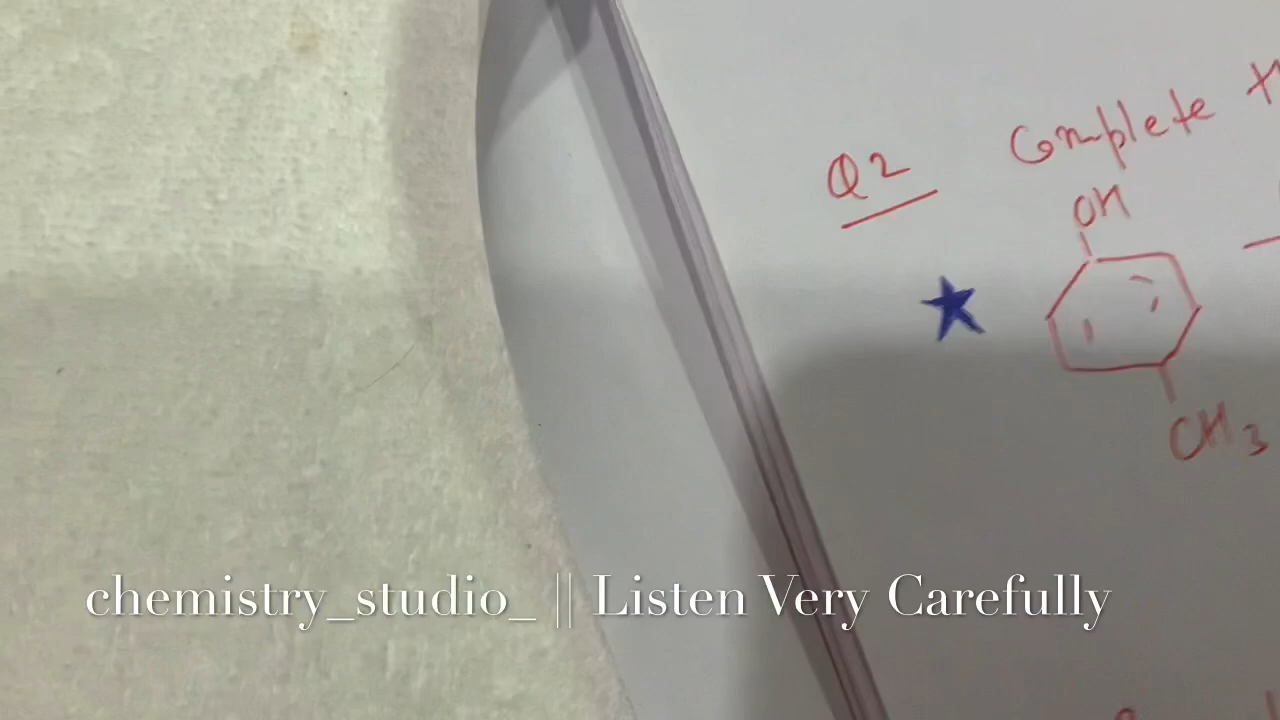 Q2 Complete
OH
CH3
chemistry_studio_ || Listen Very Carefully